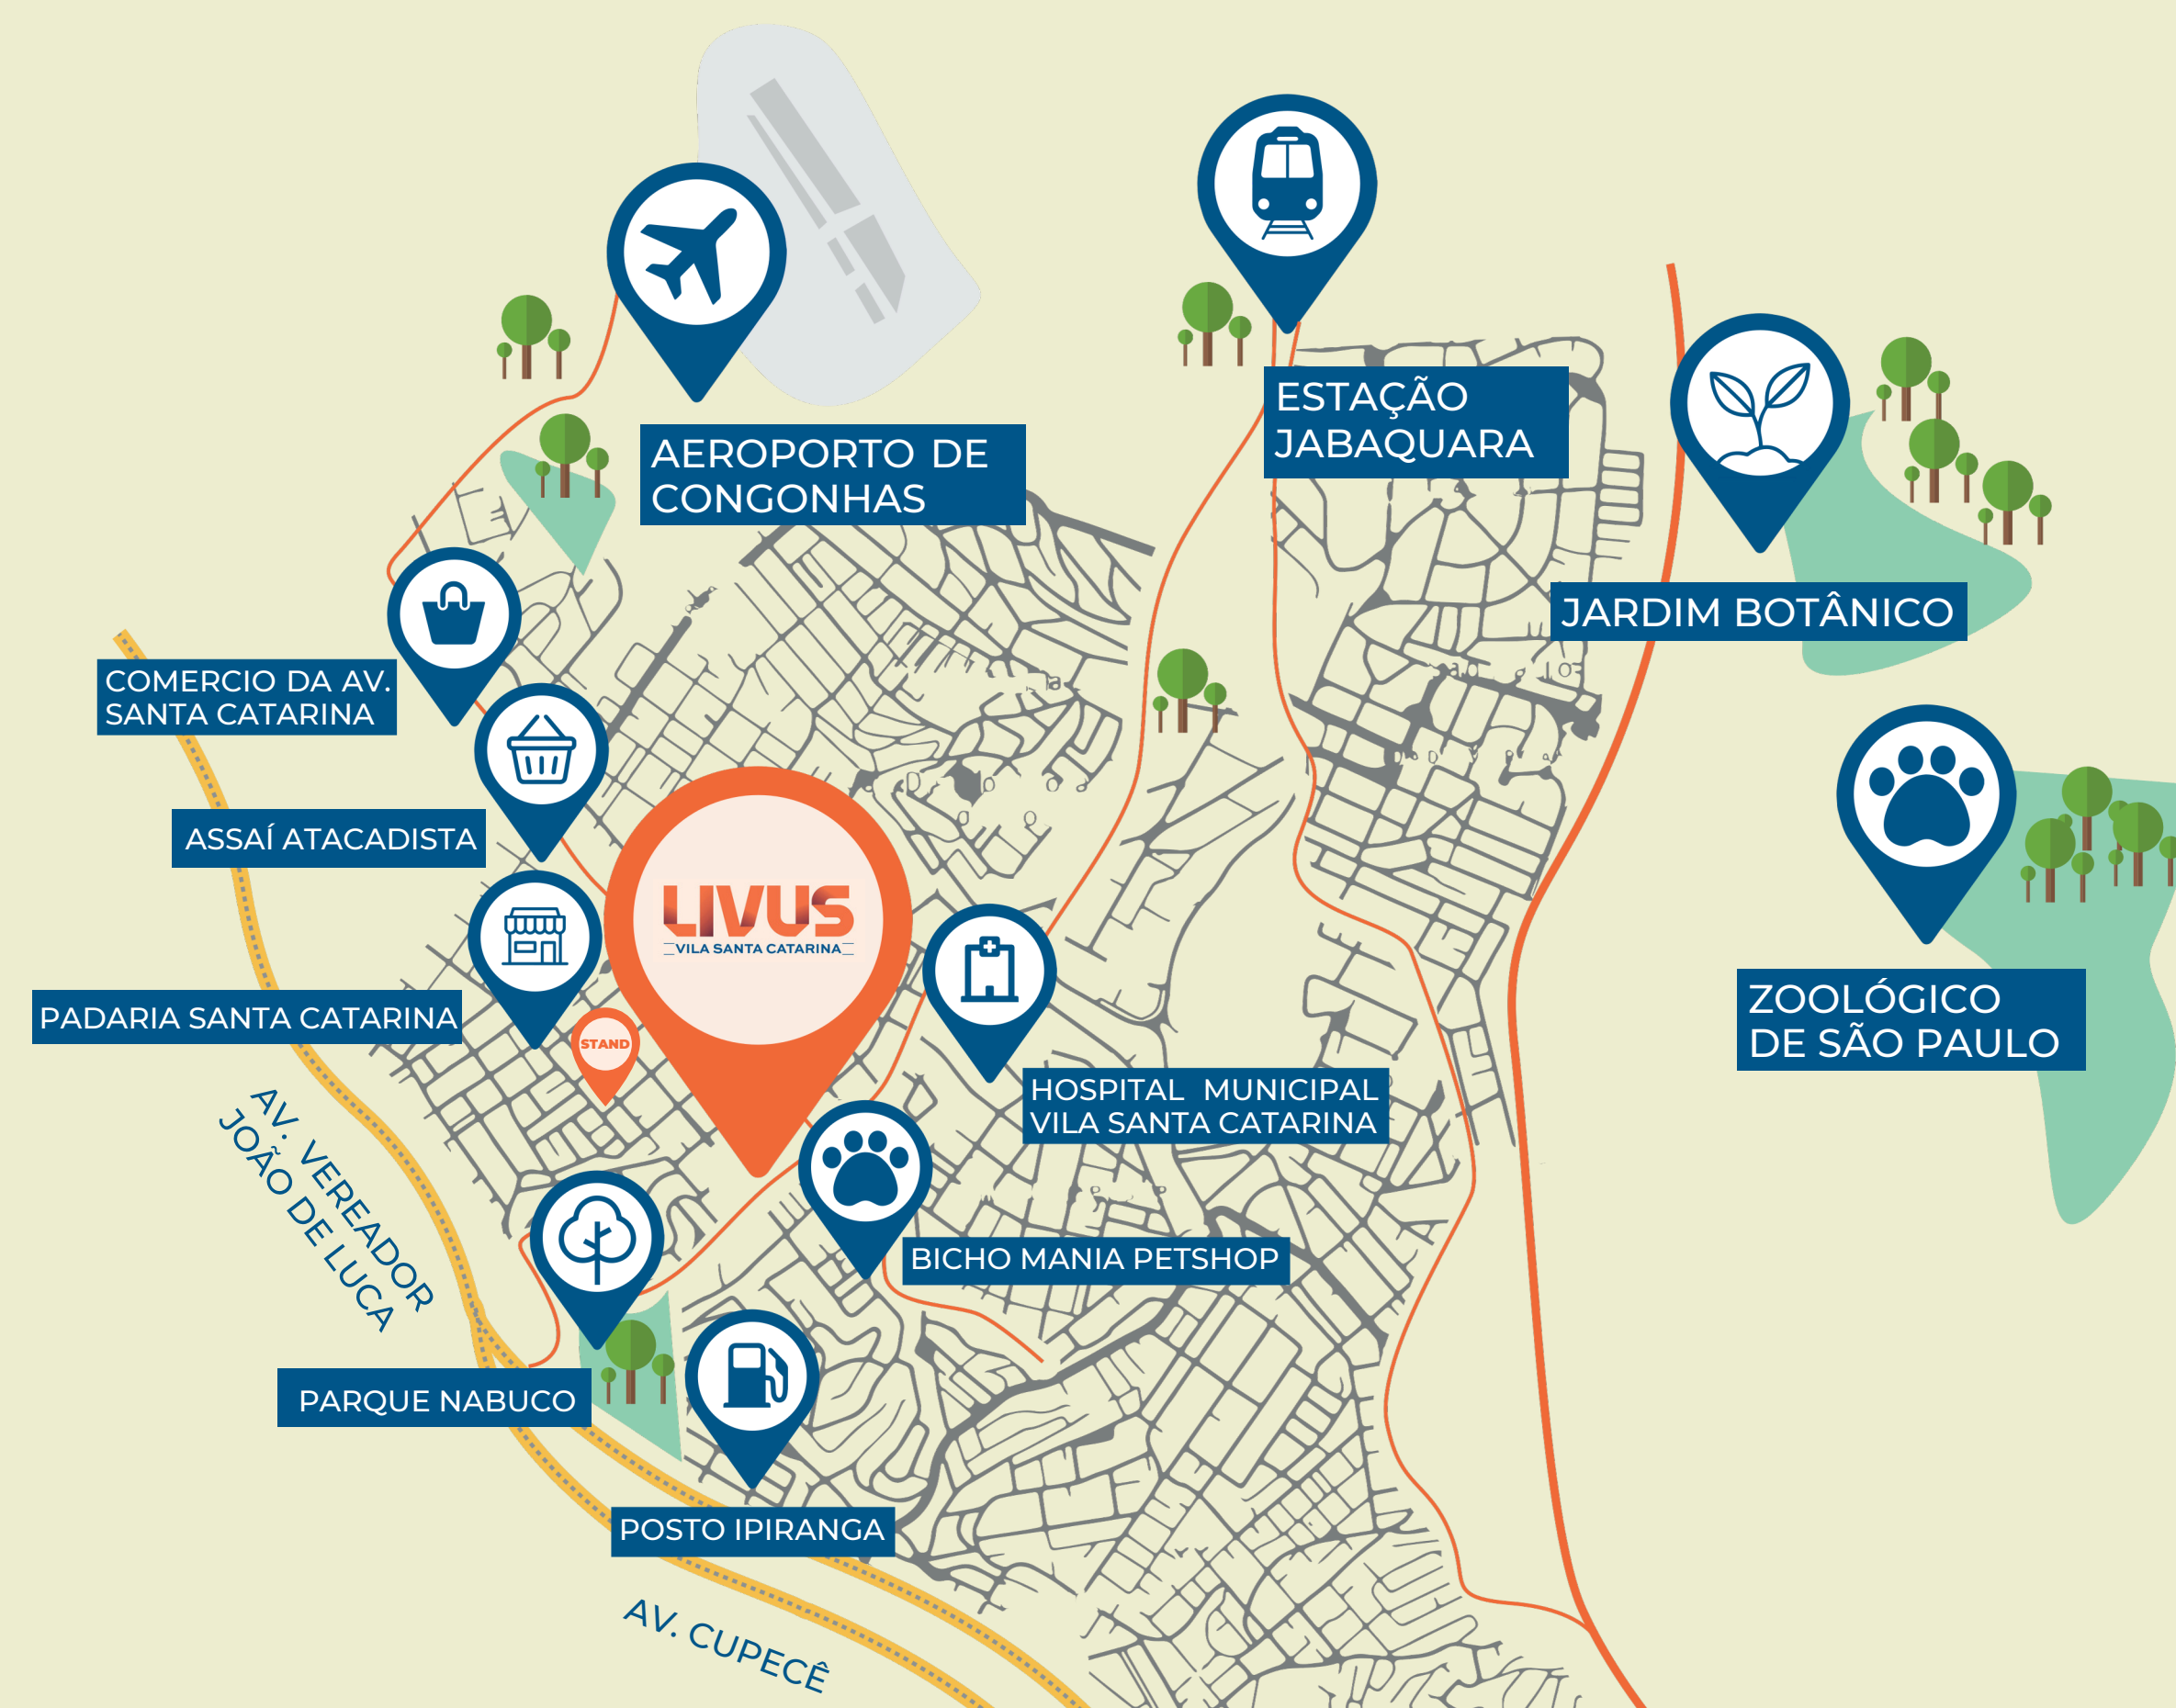 AEROPORTO DE
CONGONHAS
ESTAÇÃO
JABAQUARA
JARDIM BOTÂNICO
COMERCIO DA AV.
SANTA CATARINA
ASSAÍ ATACADISTA
LIVUS
VILA SANTA CATARINA
PADARIA SANTA CATARINA
STAND
ZOOLÓGICO
DE SÃO PAULO
HOSPITAL MUNICIPAL
VILA SANTA CATARINA
AV. VEREADOR
JOÃO DE LUCA
BICHO MANIA PETSHOP
PARQUE NABUCO
POSTO IPIRANGA
AV. CUPECÊ